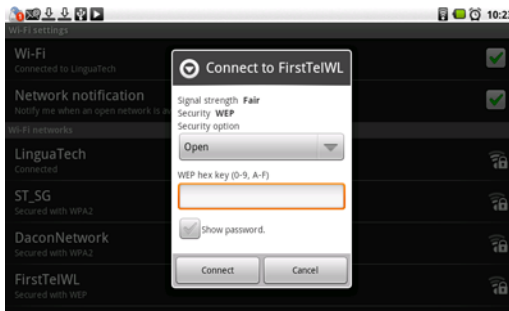 10:23
Wi-Fi settings
Wi-Fi
Connected to LinguaTech
Network notification
Notify me when an open network is
Wi-Fi networks
LinguaTech
Connected
ST_SG
Secured with WPA2
DaconNetwork
Secured with WPA2
FirstTelWL
Secured with WEP
Connect to FirstTelWL
Signal strength Fair
Security WEP
Security option
Open
WEP hex key (0-9, A-F)
Show password.
Connect
Cancel